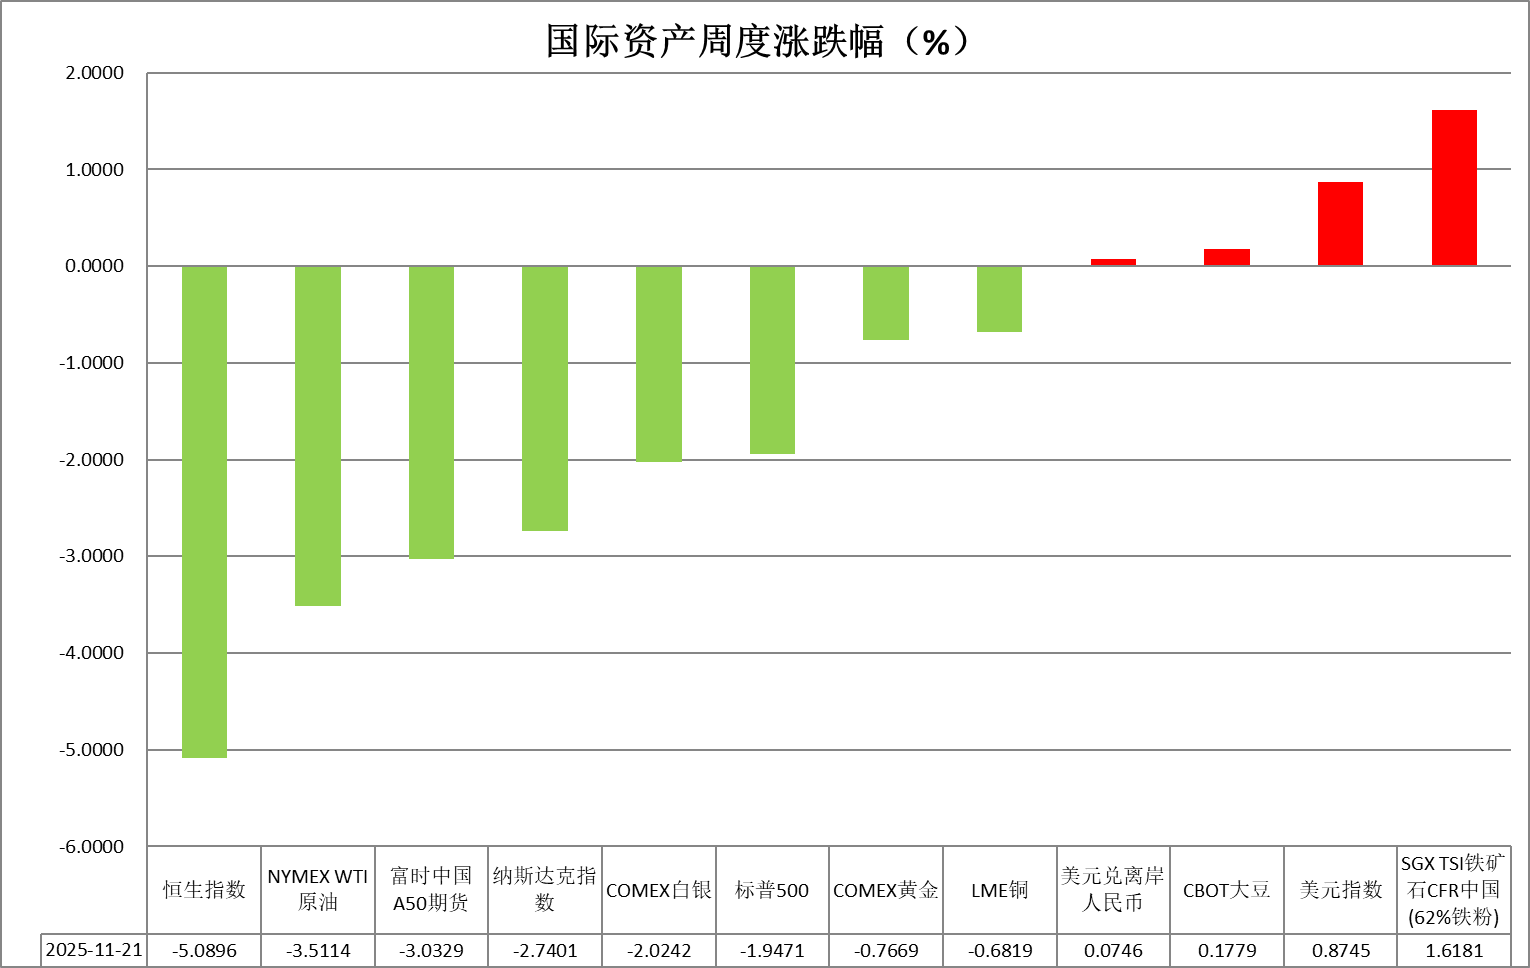 国际资产周度涨跌幅（%）
2.0000
1.0000
0.0000
-1.0000
-2.0000
-3.0000
-4.0000
-5.0000
-6.0000
恒生指数
NYMEX WTI
原油
富时中国
A50期货
纳斯达克指
数
COMEX白银
标普500
COMEX黄金
LME铜
美元兑离岸
人民币
CBOT大豆
美元指数
SGX TSI铁矿
石CFR中国
(62%铁粉)
2025-11-21 -5.0896 -3.5114 -3.0329 -2.7401 -2.0242 -1.9471 -0.7669 -0.6819 0.0746 0.1779 0.8745 1.6181